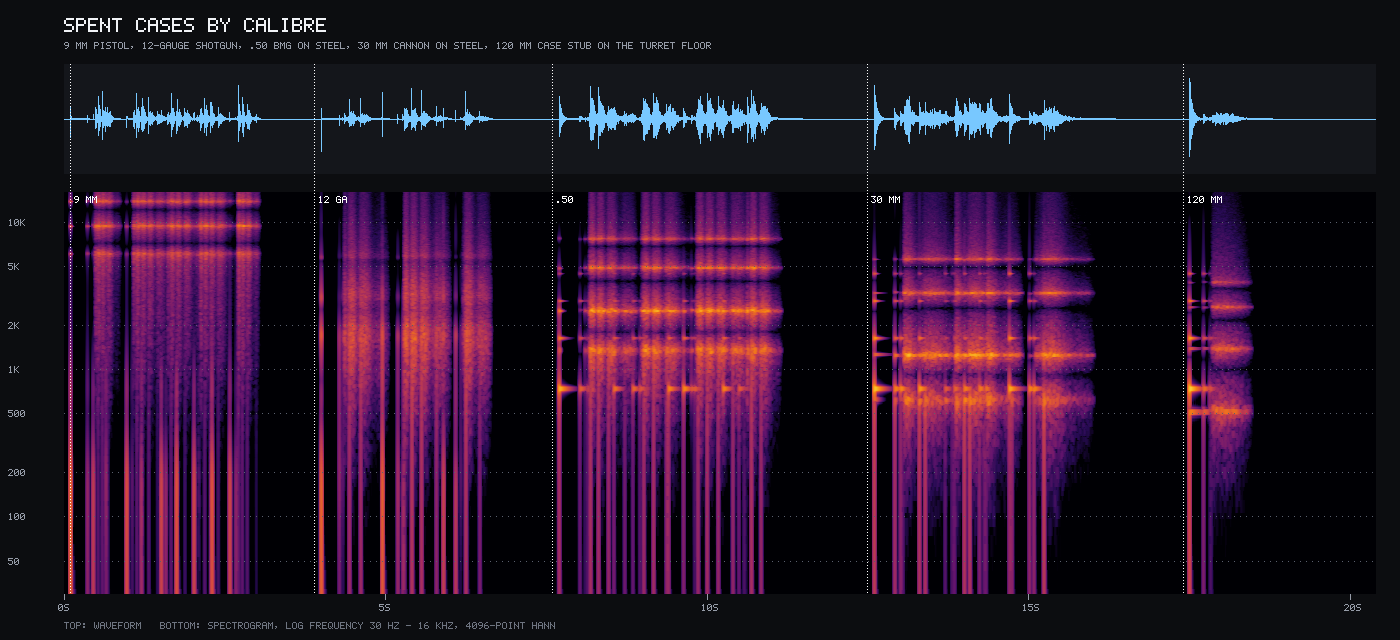 SPENT CASES BY CALIBRE
9 MM PISTOL, 12-GAUGE SHOTGUN, .50 BMG ON STEEL, 30 MM CANNON ON STEEL, 120 MM CASE STUB ON THE TURRET FLOOR
9 MM 12 GA .50 30 MM 120 MM
10K
5K
2K
1K
500
200
100
50
0S 5S 10S 15S 20S
TOP: WAVEFORM BOTTOM: SPECTROGRAM, LOG FREQUENCY 30 HZ - 16 KHZ, 4096-POINT HANN